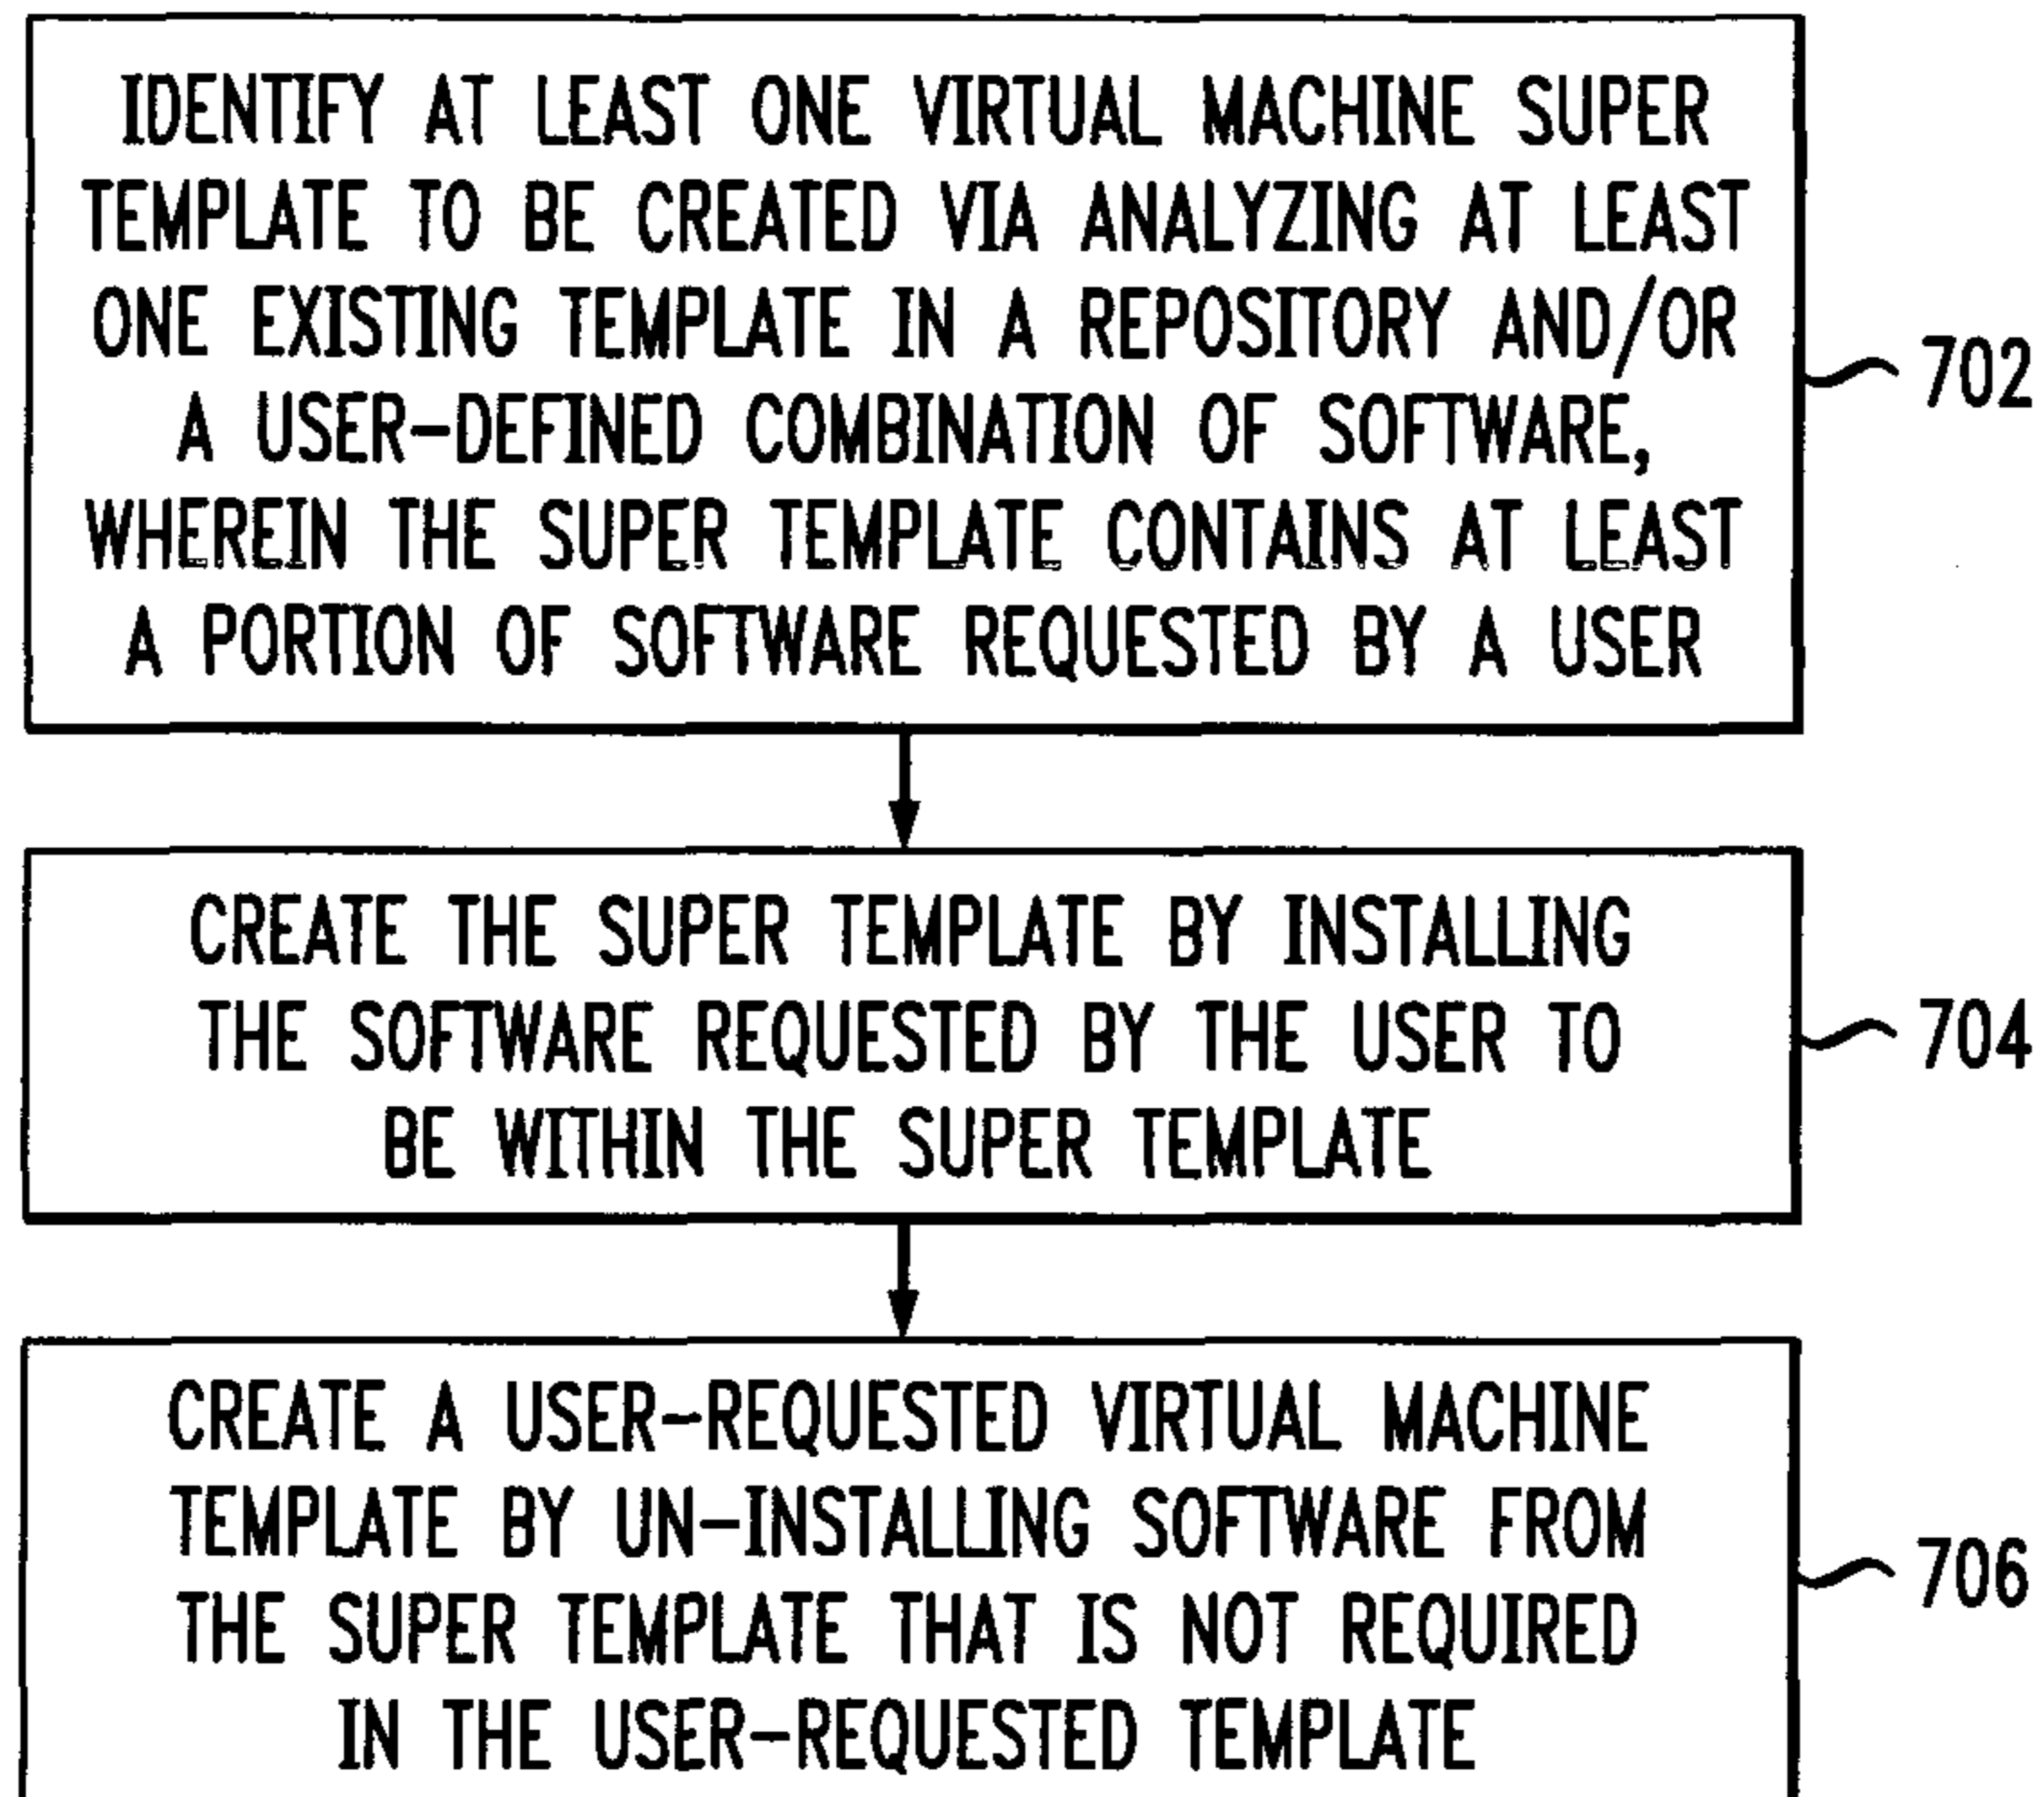 IDENTIFY AT LEAST ONE VIRTUAL MACHINE SUPER
TEMPLATE TO BE CREATED VIA ANALYZING AT LEAST
ONE EXISTING TEMPLATE IN A REPOSITORY AND/OR
A USER-DEFINED COMBINATION OF SOFTWARE,
WHEREIN THE SUPER TEMPLATE CONTAINS AT LEAST
A PORTION OF SOFTWARE REQUESTED BY A USER
702
CREATE THE SUPER TEMPLATE BY INSTALLING
THE SOFTWARE REQUESTED BY THE USER TO
BE WITHIN THE SUPER TEMPLATE
704
CREATE A USER-REQUESTED VIRTUAL MACHINE
TEMPLATE BY UN-INSTALLING SOFTWARE FROM
THE SUPER TEMPLATE THAT IS NOT REQUIRED
IN THE USER-REQUESTED TEMPLATE
706